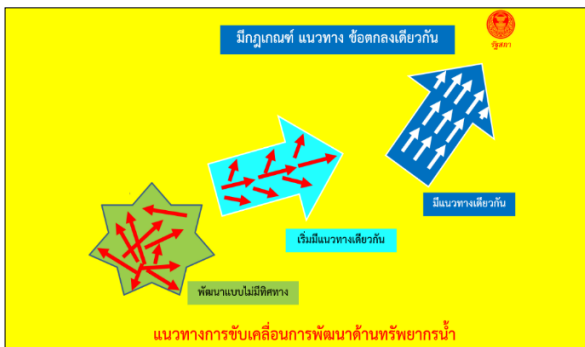 มีกฎเกณฑ์ แนวทาง ข้อตกลงเดียวกัน
รัฐสภา
มีแนวทางเดียวกัน
เริ่มมีแนวทางเดียวกัน
พัฒนาแบบไม่มีทิศทาง
แนวทางการขับเคลื่อนการพัฒนาด้านทรัพยากรน้ำ